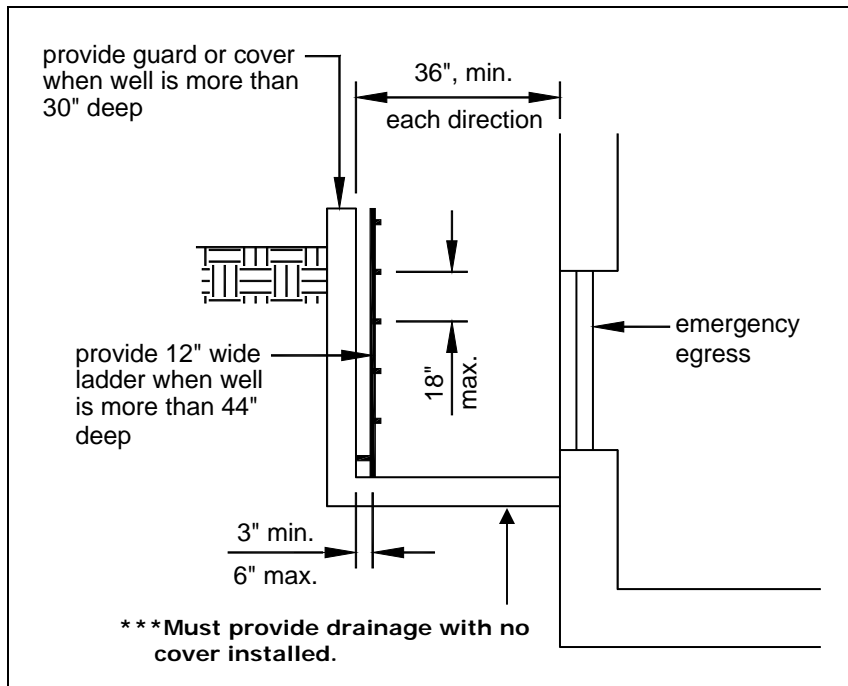 provide guard or cover
when well is more than
30" deep
36", min.
each direction
emergency
egress
provide 12" wide
ladder when well
is more than 44"
deep
18"
max.
3" min.
6" max.
***Must provide drainage with no
cover installed.